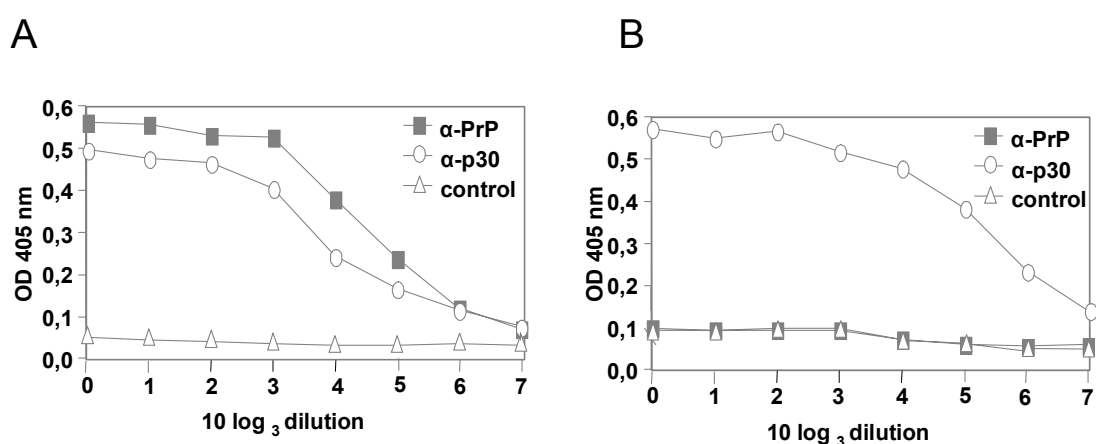 A
0,6
0,5
0,4
0,3
0,2
0,1
0,0
OD 405 nm
α-PrP
α-p30
control
0 1 2 3 4 5 6 7
10 log 3 dilution
B
0,6
0,5
0,4
0,3
0,2
0,1
0,0
OD 405 nm
α-PrP
α-p30
control
0 1 2 3 4 5 6 7
10 log 3 dilution